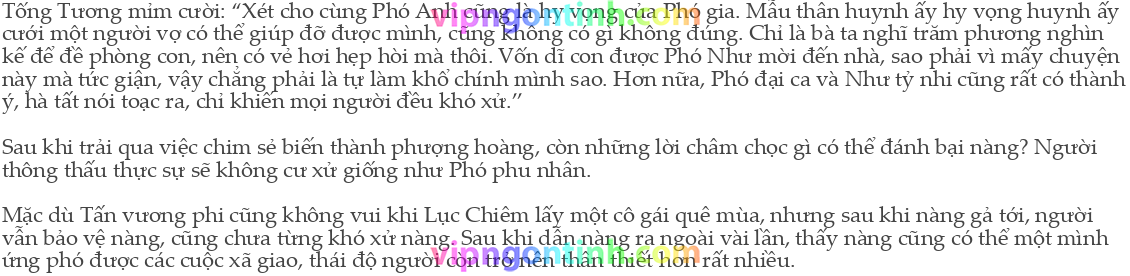 Tống Tương mỉm cười: “Xét cho cùng Phó Anh cũng là hy vọng của Phó gia. Mẫu thân huynh ấy hy vọng huynh ấy
cưới một người vợ có thể giúp đỡ được mình, cũng không có gì không đúng. Chỉ là bà ta nghĩ trăm phương nghìn
kế để đề phòng con, nên có vẻ hơi hẹp hòi mà thôi. Vốn dĩ con được Phó Như mời đến nhà, sao phải vì mấy chuyện
này mà tức giận, vậy chẳng phải là tự làm khổ chính mình sao. Hơn nữa, Phó đại ca và Như tỷ nhi cũng rất có thành
ý, hà tất nói toạc ra, chỉ khiến mọi người đều khó xử.”
Sau khi trải qua việc chim sẻ biến thành phượng hoàng, còn những lời châm chọc gì có thể đánh bại nàng? Người
thông thấu thực sự sẽ không cư xử giống như Phó phu nhân.
Mặc dù Tấn vương phi cũng không vui khi Lục Chiêm lấy một cô gái quê mùa, nhưng sau khi nàng gả tới, người
vẫn bảo vệ nàng, cũng chưa từng khó xử nàng. Sau khi dẫn nàng ra ngoài vài lần, thấy nàng cũng có thể một mình
ứng phó được các cuộc xã giao, thái độ người còn trở nên thân thiết hơn rất nhiều.
vipngontinh.com
vipngontinh.com